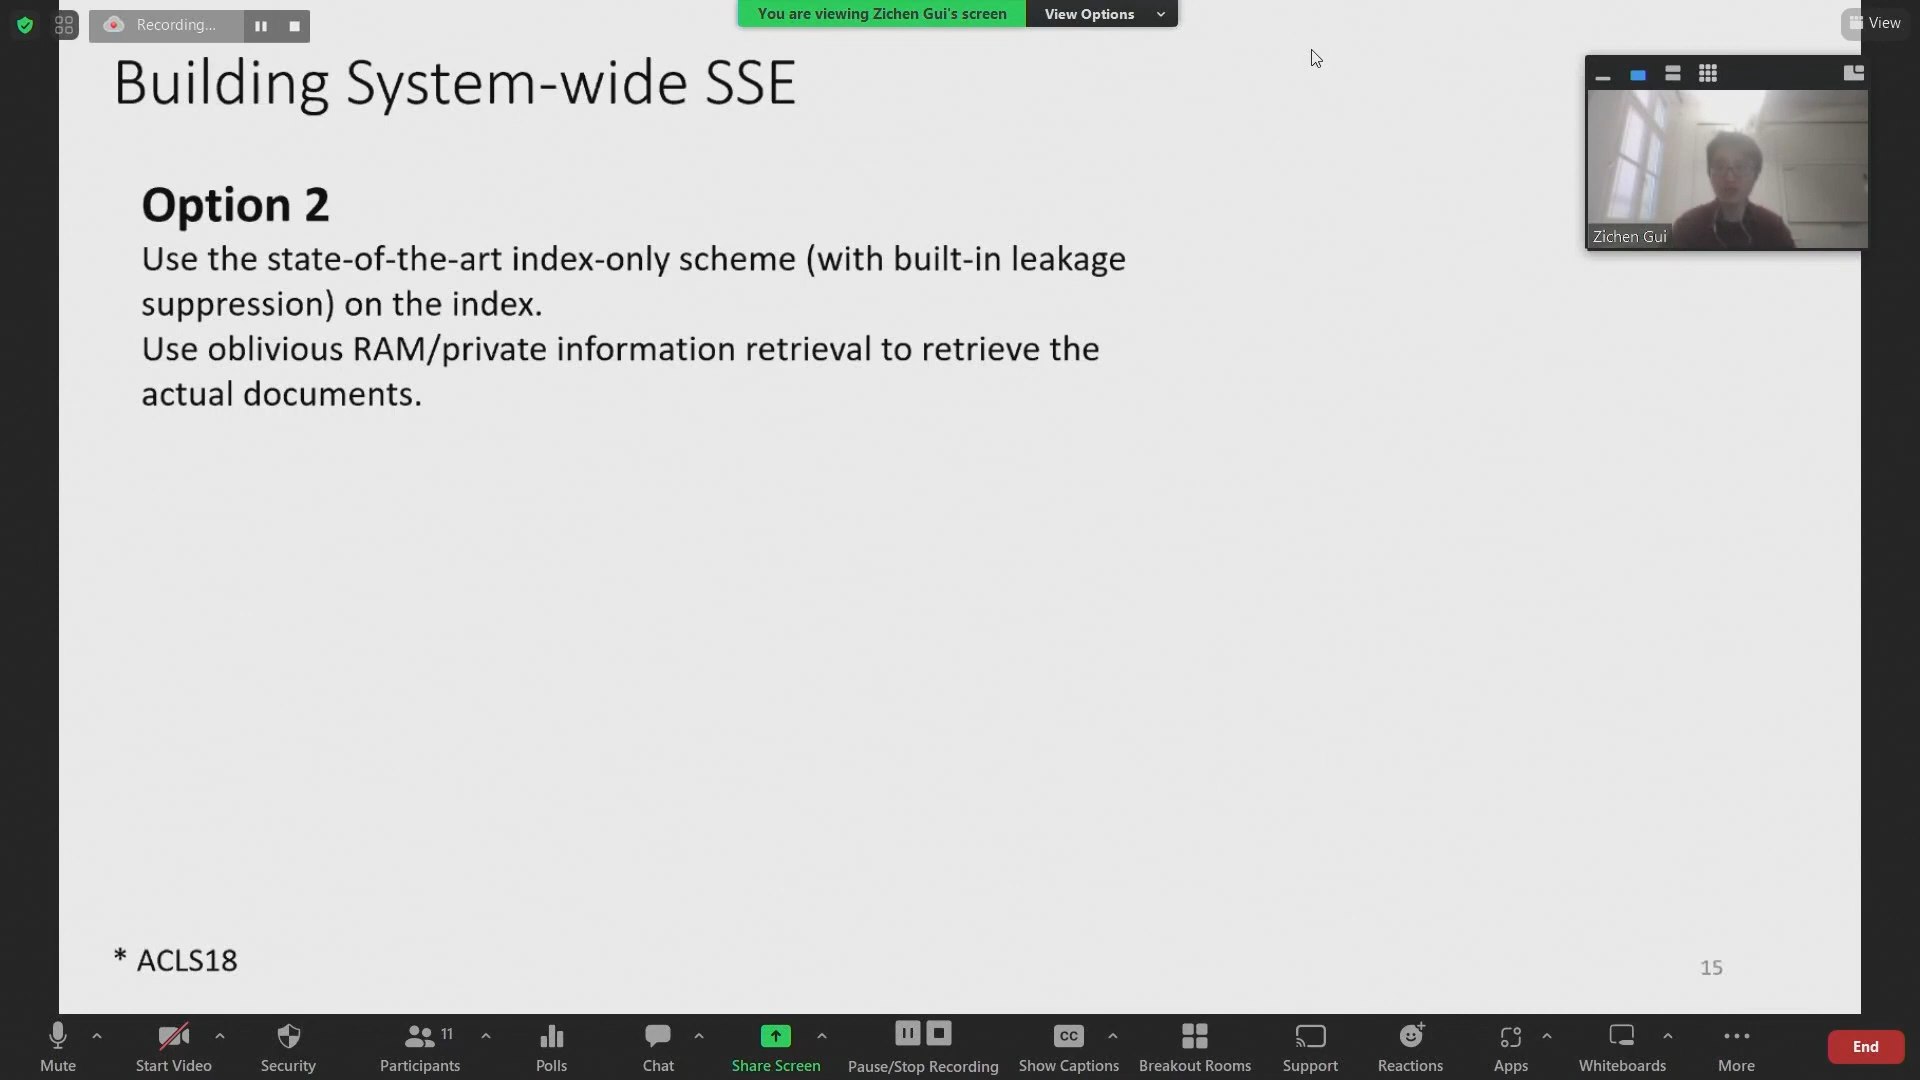 Recording...
You are viewing Zichen Gui's screen
View Options
View
Building System-wide SSE
Zichen Gui
Option 2
Use the state-of-the-art index-only scheme (with built-in leakage
suppression) on the index.
Use oblivious RAM/private information retrieval to retrieve the
actual documents.
* ACLS18
15
Mute
Start Video
Security
Participants
11
Polls
Chat
Share Screen
Pause/Stop Recording
CC
Show Captions
Breakout Rooms
Support
Reactions
Apps
Whiteboards
More
End